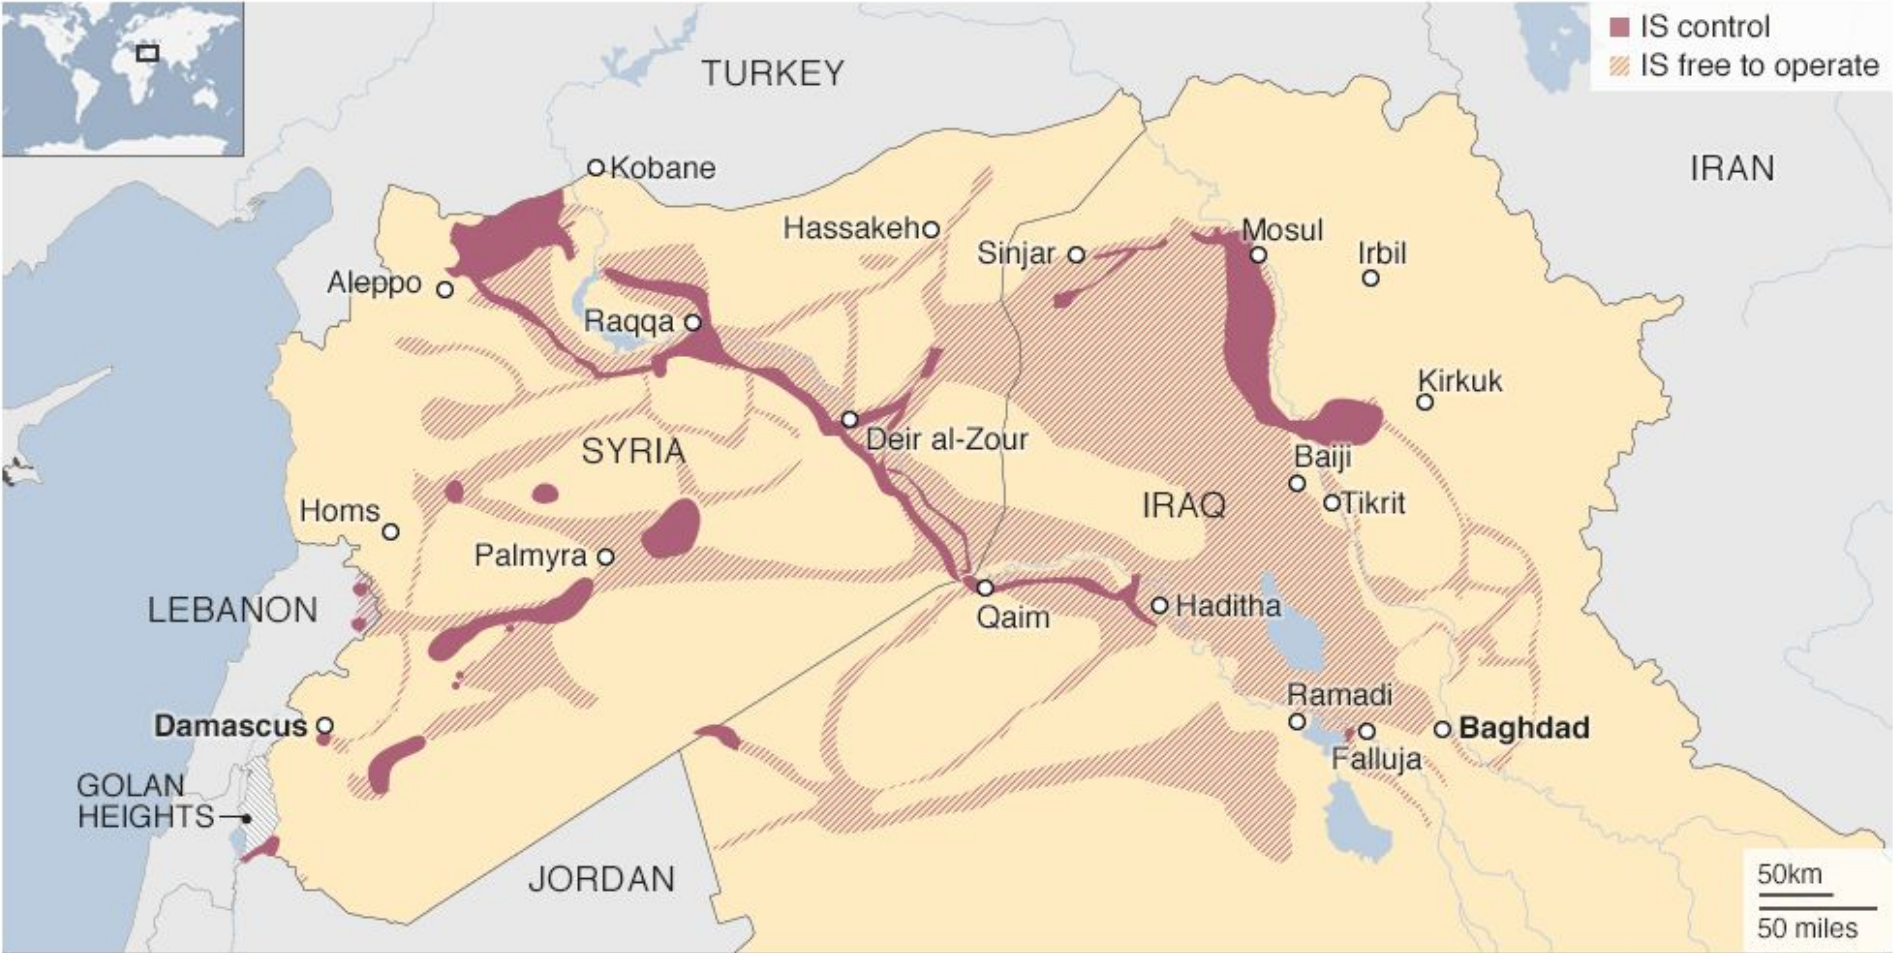 IS control
IS free to operate
TURKEY
IRAN
Kobane
Hassakeh
Sinjar
Mosul
Irbil
Aleppo
Raqqa
Kirkuk
Deir al-Zour
SYRIA
Baiji
IRAQ
Tikrit
Homs
Palmyra
LEBANON
Qaim
Haditha
Ramadi
Damascus
Baghdad
Falluja
GOLAN
HEIGHTS
JORDAN
50km
50 miles